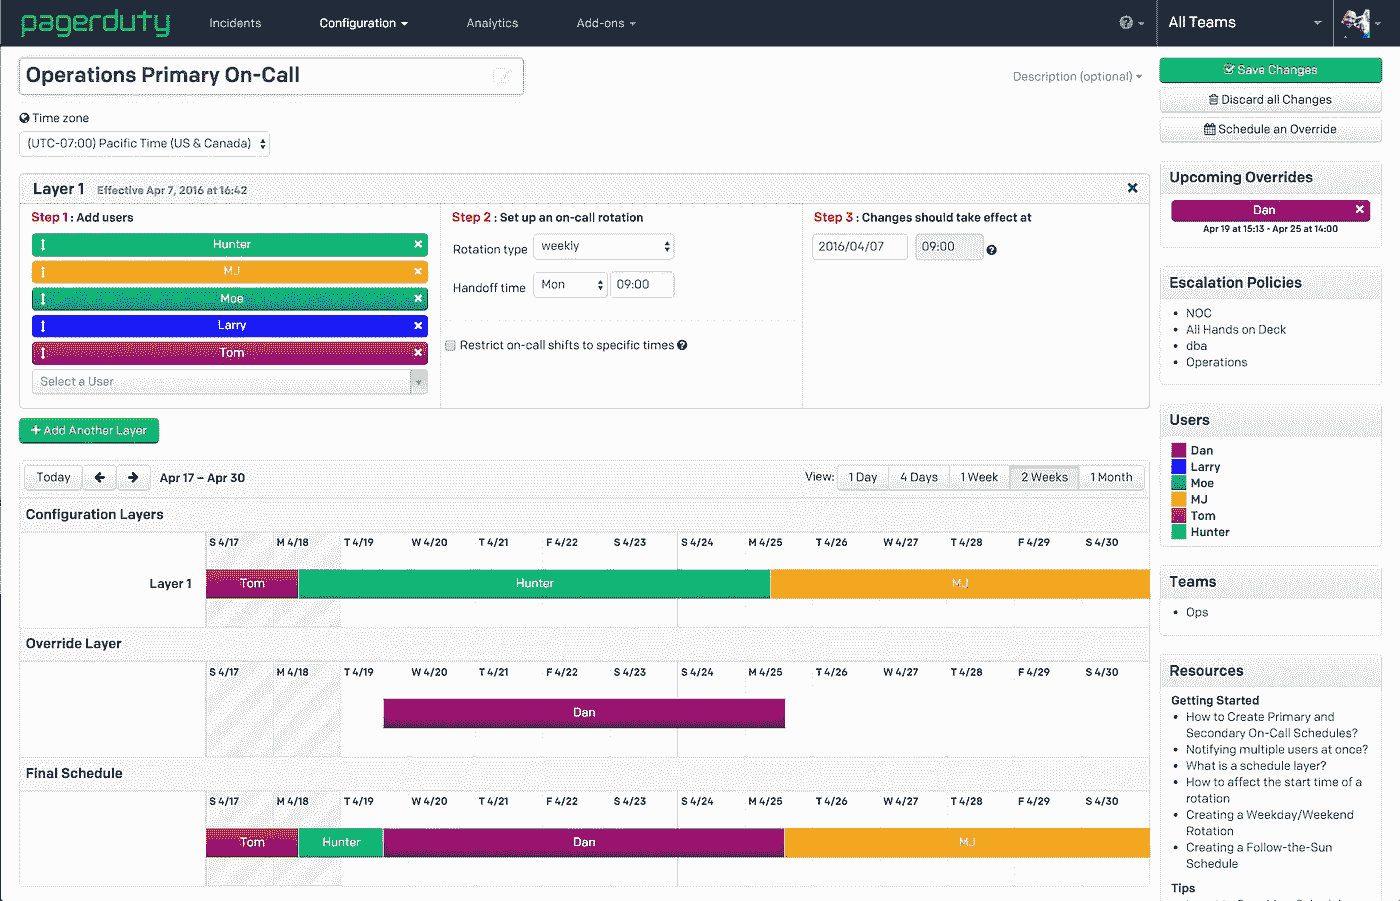 pagerduty
Incidents
Configuration
Analytics
Add-ons
All Teams
Operations Primary On-Call
Description (optional)
Save Changes
Discard all Changes
Schedule an Override
Time zone
(UTC-07:00) Pacific Time (US & Canada)
Layer 1 Effective Apr 7, 2016 at 16:42
Step 1 : Add users
Hunter
MJ
Moe
Larry
Tom
Select a User
Step 2 : Set up an on-call rotation
Rotation type weekly
Handoff time Mon 09:00
Restrict on-call shifts to specific times
Step 3 : Changes should take effect at
2016/04/07 09:00
Add Another Layer
Today Apr 17 – Apr 30
View: 1 Day 4 Days 1 Week 2 Weeks 1 Month
Configuration Layers
S 4/17 M 4/18 T 4/19 W 4/20 T 4/21 F 4/22 S 4/23 S 4/24 M 4/25 T 4/26 W 4/27 T 4/28 F 4/29 S 4/30
Layer 1 Tom Hunter MJ
Override Layer
S 4/17 M 4/18 T 4/19 W 4/20 T 4/21 F 4/22 S 4/23 S 4/24 M 4/25 T 4/26 W 4/27 T 4/28 F 4/29 S 4/30
Dan
Final Schedule
S 4/17 M 4/18 T 4/19 W 4/20 T 4/21 F 4/22 S 4/23 S 4/24 M 4/25 T 4/26 W 4/27 T 4/28 F 4/29 S 4/30
Tom Hunter Dan MJ
Upcoming Overrides
Dan
Apr 19 at 15:13 - Apr 25 at 14:00
Escalation Policies
NOC
All Hands on Deck
dba
Operations
Users
Dan
Larry
Moe
MJ
Tom
Hunter
Teams
Ops
Resources
Getting Started
How to Create Primary and
Secondary On-Call Schedules?
Notifying multiple users at once?
What is a schedule layer?
How to affect the start time of a
rotation
Creating a Weekday/Weekend
Rotation
Creating a Follow-the-Sun
Schedule
Tips